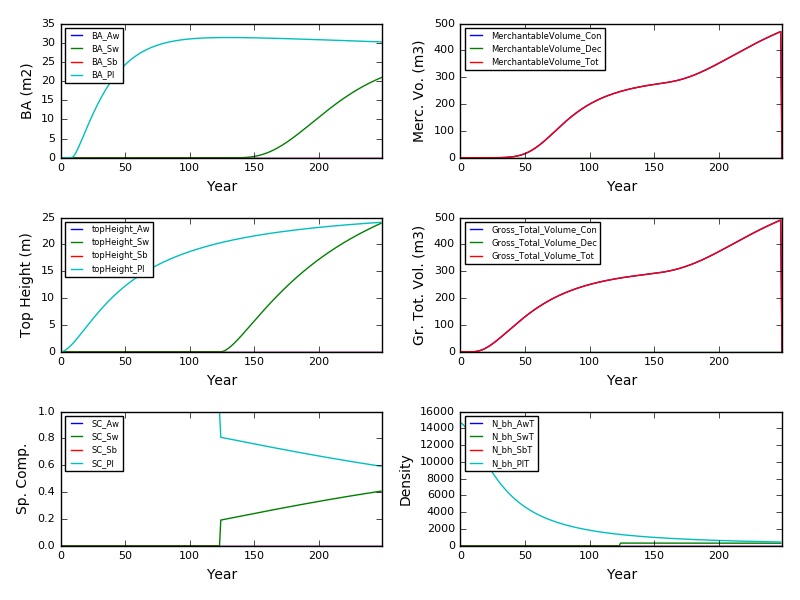 BA (m2)
35
30
25
20
15
10
5
0
BA_Aw
BA_Sw
BA_Sb
BA_Pl
0 50 100 150 200
Year
Merc. Vo. (m3)
500
400
300
200
100
0
MerchantableVolume_Con
MerchantableVolume_Dec
MerchantableVolume_Tot
0 50 100 150 200
Year
Top Height (m)
25
20
15
10
5
0
topHeight_Aw
topHeight_Sw
topHeight_Sb
topHeight_Pl
0 50 100 150 200
Year
Gr. Tot. Vol. (m3)
500
400
300
200
100
0
Gross_Total_Volume_Con
Gross_Total_Volume_Dec
Gross_Total_Volume_Tot
0 50 100 150 200
Year
Sp. Comp.
1.0
0.8
0.6
0.4
0.2
0.0
SC_Aw
SC_Sw
SC_Sb
SC_Pl
0 50 100 150 200
Year
Density
16000
14000
12000
10000
8000
6000
4000
2000
0
N_bh_AwT
N_bh_SwT
N_bh_SbT
N_bh_PlT
0 50 100 150 200
Year